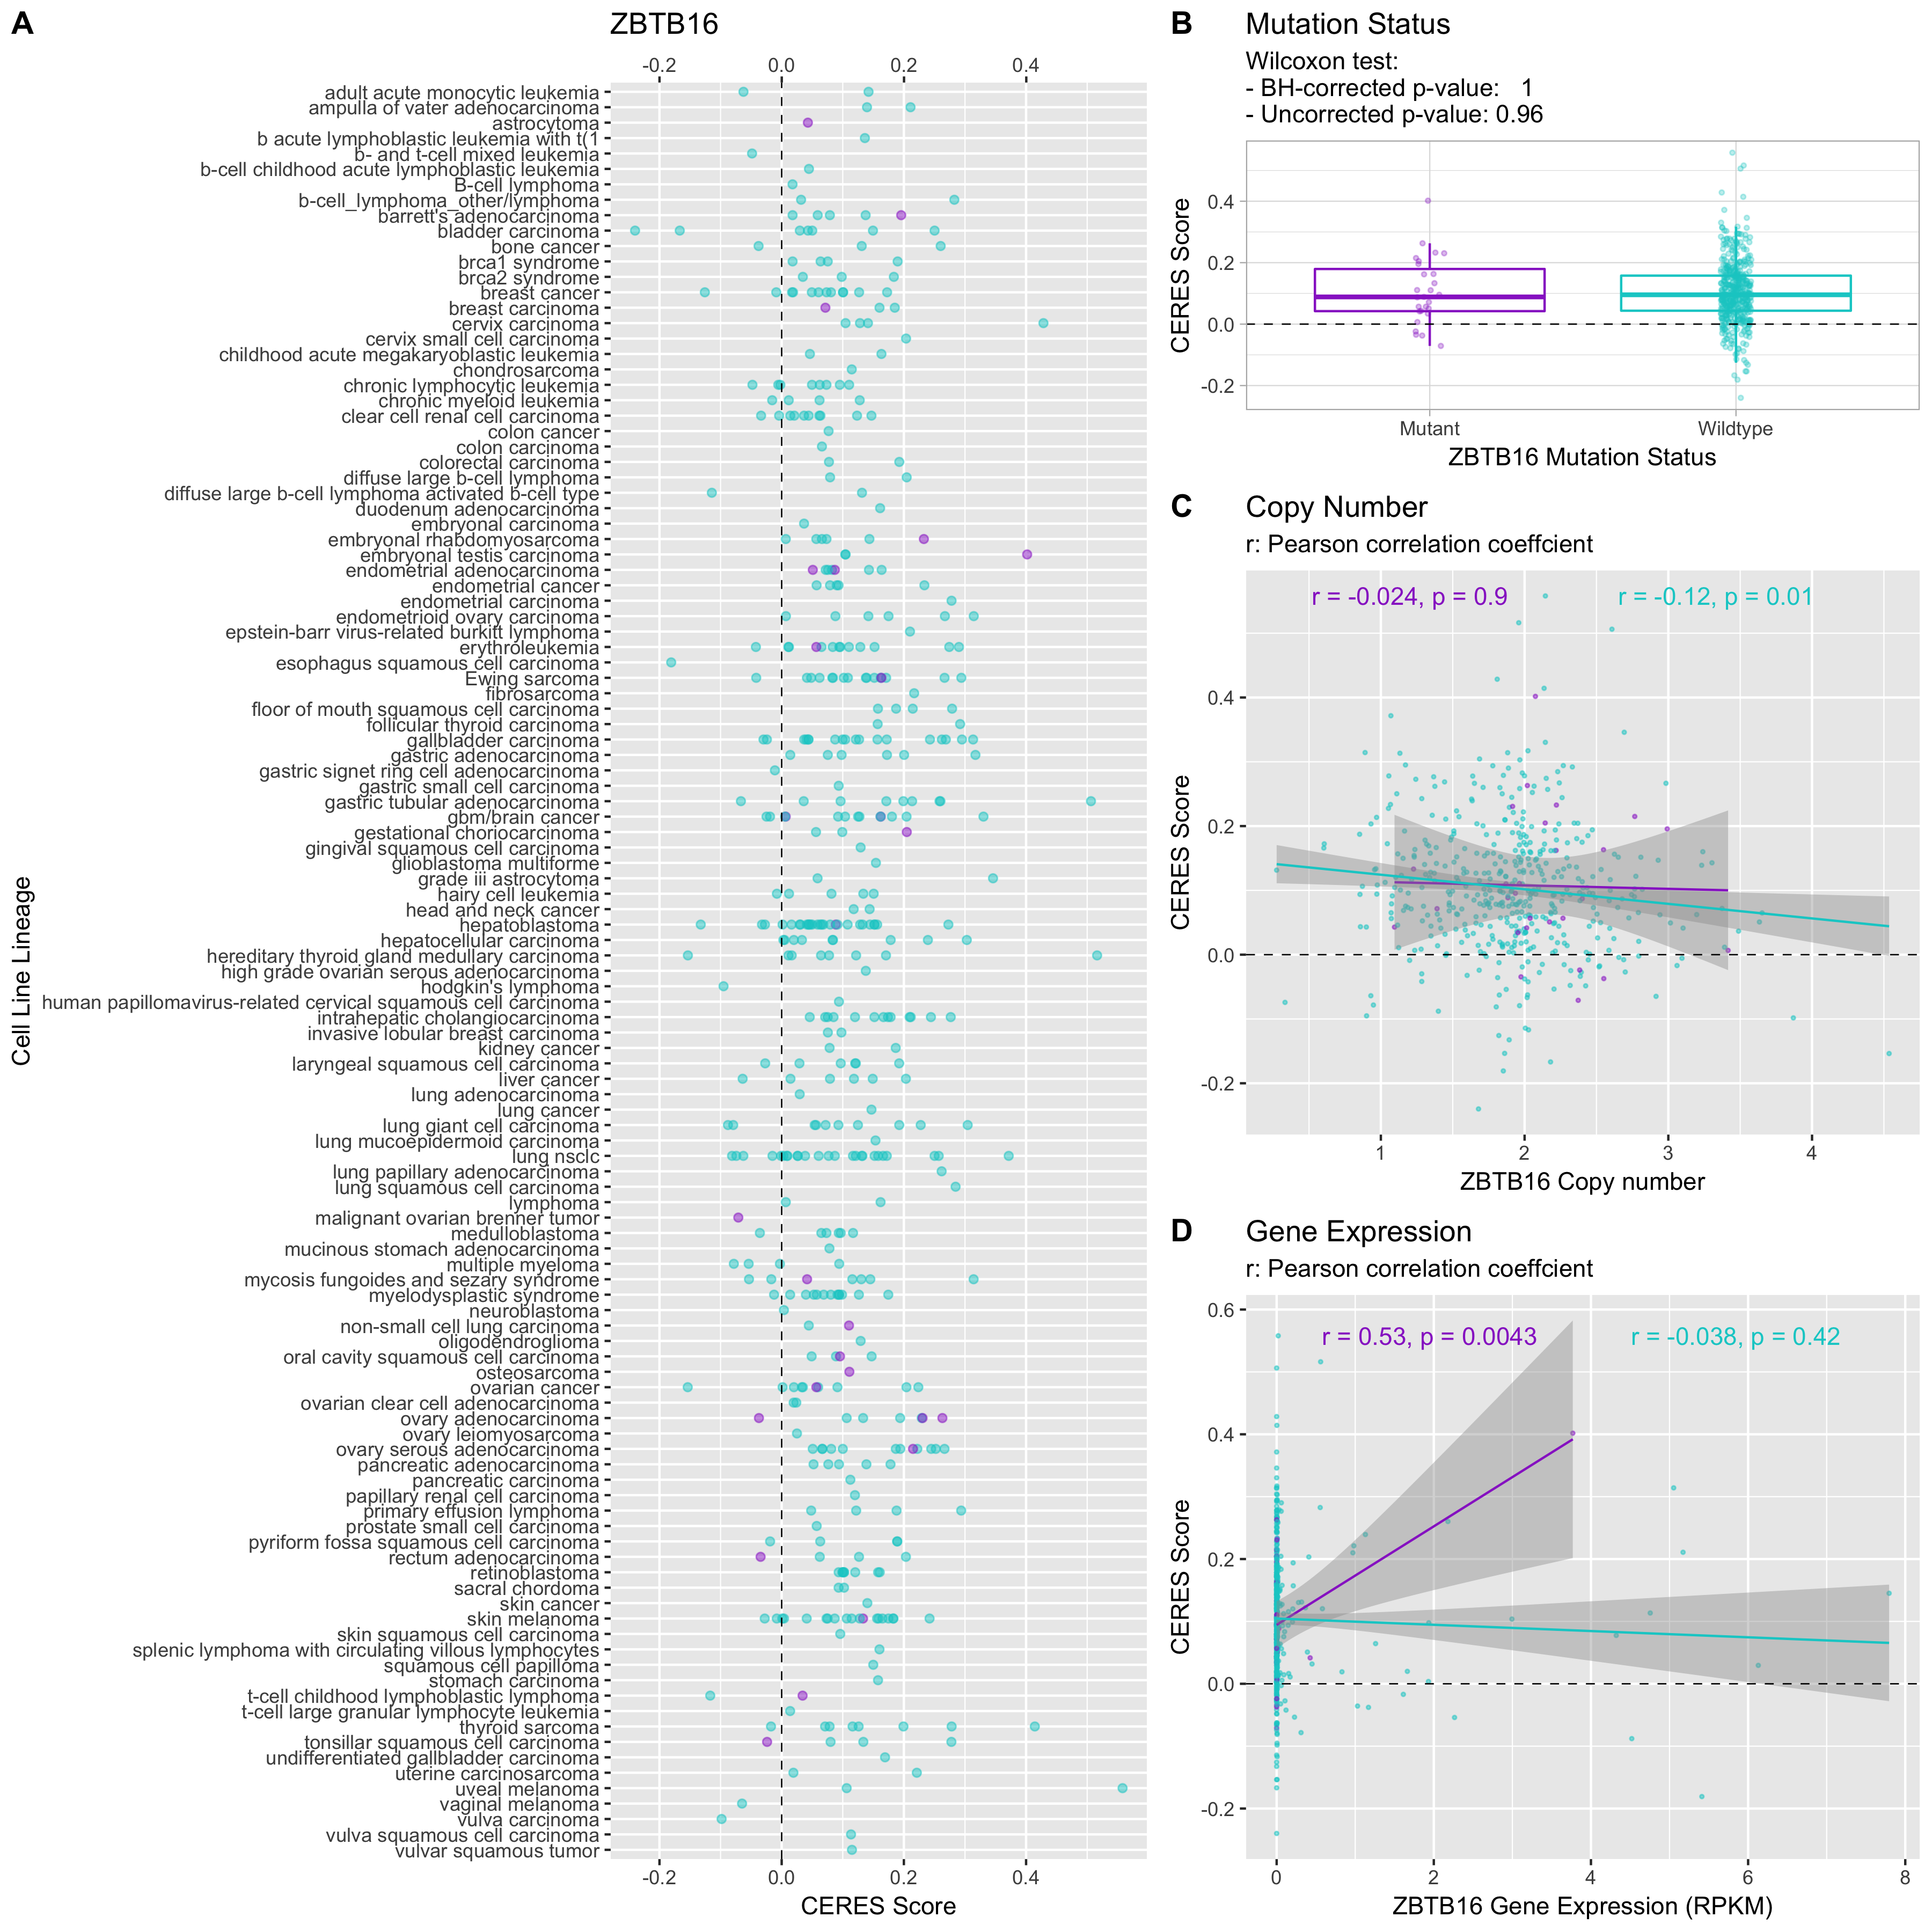 A
ZBTB16
-0.2 0.0 0.2 0.4
Cell Line Lineage
adult acute monocytic leukemia
ampulla of vater adenocarcinoma
astrocytoma
b acute lymphoblastic leukemia with t(1
b- and t-cell mixed leukemia
b-cell childhood acute lymphoblastic leukemia
B-cell lymphoma
b-cell_lymphoma_other/lymphoma
barrett's adenocarcinoma
bladder carcinoma
bone cancer
brca1 syndrome
brca2 syndrome
breast cancer
breast carcinoma
cervix carcinoma
cervix small cell carcinoma
childhood acute megakaryoblastic leukemia
chondrosarcoma
chronic lymphocytic leukemia
chronic myeloid leukemia
clear cell renal cell carcinoma
colon cancer
colon carcinoma
colorectal carcinoma
diffuse large b-cell lymphoma
diffuse large b-cell lymphoma activated b-cell type
duodenum adenocarcinoma
embryonal carcinoma
embryonal rhabdomyosarcoma
embryonal testis carcinoma
endometrial adenocarcinoma
endometrial cancer
endometrial carcinoma
endometrioid ovary carcinoma
epstein-barr virus-related burkitt lymphoma
erythroleukemia
esophagus squamous cell carcinoma
Ewing sarcoma
fibrosarcoma
floor of mouth squamous cell carcinoma
follicular thyroid carcinoma
gallbladder carcinoma
gastric adenocarcinoma
gastric signet ring cell adenocarcinoma
gastric small cell carcinoma
gastric tubular adenocarcinoma
gbm/brain cancer
gestational choriocarcinoma
gingival squamous cell carcinoma
glioblastoma multiforme
grade iii astrocytoma
hairy cell leukemia
head and neck cancer
hepatoblastoma
hepatocellular carcinoma
hereditary thyroid gland medullary carcinoma
high grade ovarian serous adenocarcinoma
hodgkin's lymphoma
human papillomavirus-related cervical squamous cell carcinoma
intrahepatic cholangiocarcinoma
invasive lobular breast carcinoma
kidney cancer
laryngeal squamous cell carcinoma
liver cancer
lung adenocarcinoma
lung cancer
lung giant cell carcinoma
lung mucoepidermoid carcinoma
lung nsclc
lung papillary adenocarcinoma
lung squamous cell carcinoma
lymphoma
malignant ovarian brenner tumor
medulloblastoma
mucinous stomach adenocarcinoma
multiple myeloma
mycosis fungoides and sezary syndrome
myelodysplastic syndrome
neuroblastoma
non-small cell lung carcinoma
oligodendroglioma
oral cavity squamous cell carcinoma
osteosarcoma
ovarian cancer
ovarian clear cell adenocarcinoma
ovary adenocarcinoma
ovary leiomyosarcoma
ovary serous adenocarcinoma
pancreatic adenocarcinoma
pancreatic carcinoma
papillary renal cell carcinoma
primary effusion lymphoma
prostate small cell carcinoma
pyriform fossa squamous cell carcinoma
rectum adenocarcinoma
retinoblastoma
sacral chordoma
skin cancer
skin melanoma
skin squamous cell carcinoma
splenic lymphoma with circulating villous lymphocytes
squamous cell papilloma
stomach carcinoma
t-cell childhood lymphoblastic lymphoma
t-cell large granular lymphocyte leukemia
thyroid sarcoma
tonsillar squamous cell carcinoma
undifferentiated gallbladder carcinoma
uterine carcinosarcoma
uveal melanoma
vaginal melanoma
vulva carcinoma
vulva squamous cell carcinoma
vulvar squamous tumor
-0.2 0.0 0.2 0.4
CERES Score
B
Mutation Status
Wilcoxon test:
- BH-corrected p-value: 1
- Uncorrected p-value: 0.96
CERES Score
0.4
0.2
0.0
-0.2
Mutant Wildtype
ZBTB16 Mutation Status
C
Copy Number
r: Pearson correlation coeffcient
r = -0.024, p = 0.9 r = -0.12, p = 0.01
CERES Score
0.4
0.2
0.0
-0.2
1 2 3 4
ZBTB16 Copy number
D
Gene Expression
r: Pearson correlation coeffcient
r = 0.53, p = 0.0043 r = -0.038, p = 0.42
CERES Score
0.6
0.4
0.2
0.0
-0.2
0 2 4 6 8
ZBTB16 Gene Expression (RPKM)